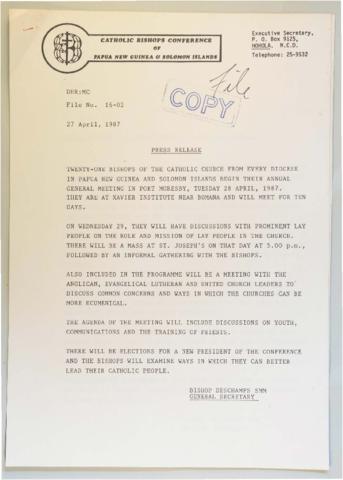 CATHOLIC BISHOPS CONFERENCE
OF
PAPUA NEW GUINEA & SOLOMON ISLANDS
Executive Secretary,
P. O. Box 9125,
HOHOLA, N.C.D.
Telephone: 25-9532
File
COPY
DHR:MC
File No. 16-02
27 April, 1987
PRESS RELEASE
TWENTY-ONE BISHOPS OF THE CATHOLIC CHURCH FROM EVERY DIOCESE
IN PAPUA NEW GUINEA AND SOLOMON ISLANDS BEGIN THEIR ANNUAL
GENERAL MEETING IN PORT MORESBY, TUESDAY 28 APRIL, 1987.
THEY ARE AT XAVIER INSTITUTE NEAR BOMANA AND WILL MEET FOR TEN
DAYS.
ON WEDNESDAY 29, THEY WILL HAVE DISCUSSIONS WITH PROMINENT LAY
PEOPLE ON THE ROLE AND MISSION OF LAY PEOPLE IN THE CHURCH.
THERE WILL BE A MASS AT ST. JOSEPH'S ON THAT DAY AT 5.00 p.m.,
FOLLOWED BY AN INFORMAL GATHERING WITH THE BISHOPS.
ALSO INCLUDED IN THE PROGRAMME WILL BE A MEETING WITH THE
ANGLICAN, EVANGELICAL LUTHERAN AND UNITED CHURCH LEADERS TO
DISCUSS COMMON CONCERNS AND WAYS IN WHICH THE CHURCHES CAN BE
MORE ECUMENICAL.
THE AGENDA OF THE MEETING WILL INCLUDE DISCUSSIONS ON YOUTH,
COMMUNICATIONS AND THE TRAINING OF PRIESTS.
THERE WILL BE ELECTIONS FOR A NEW PRESIDENT OF THE CONFERENCE
AND THE BISHOPS WILL EXAMINE WAYS IN WHICH THEY CAN BETTER
LEAD THEIR CATHOLIC PEOPLE.
BISHOP DESCHAMPS SMM
GENERAL SECRETARY